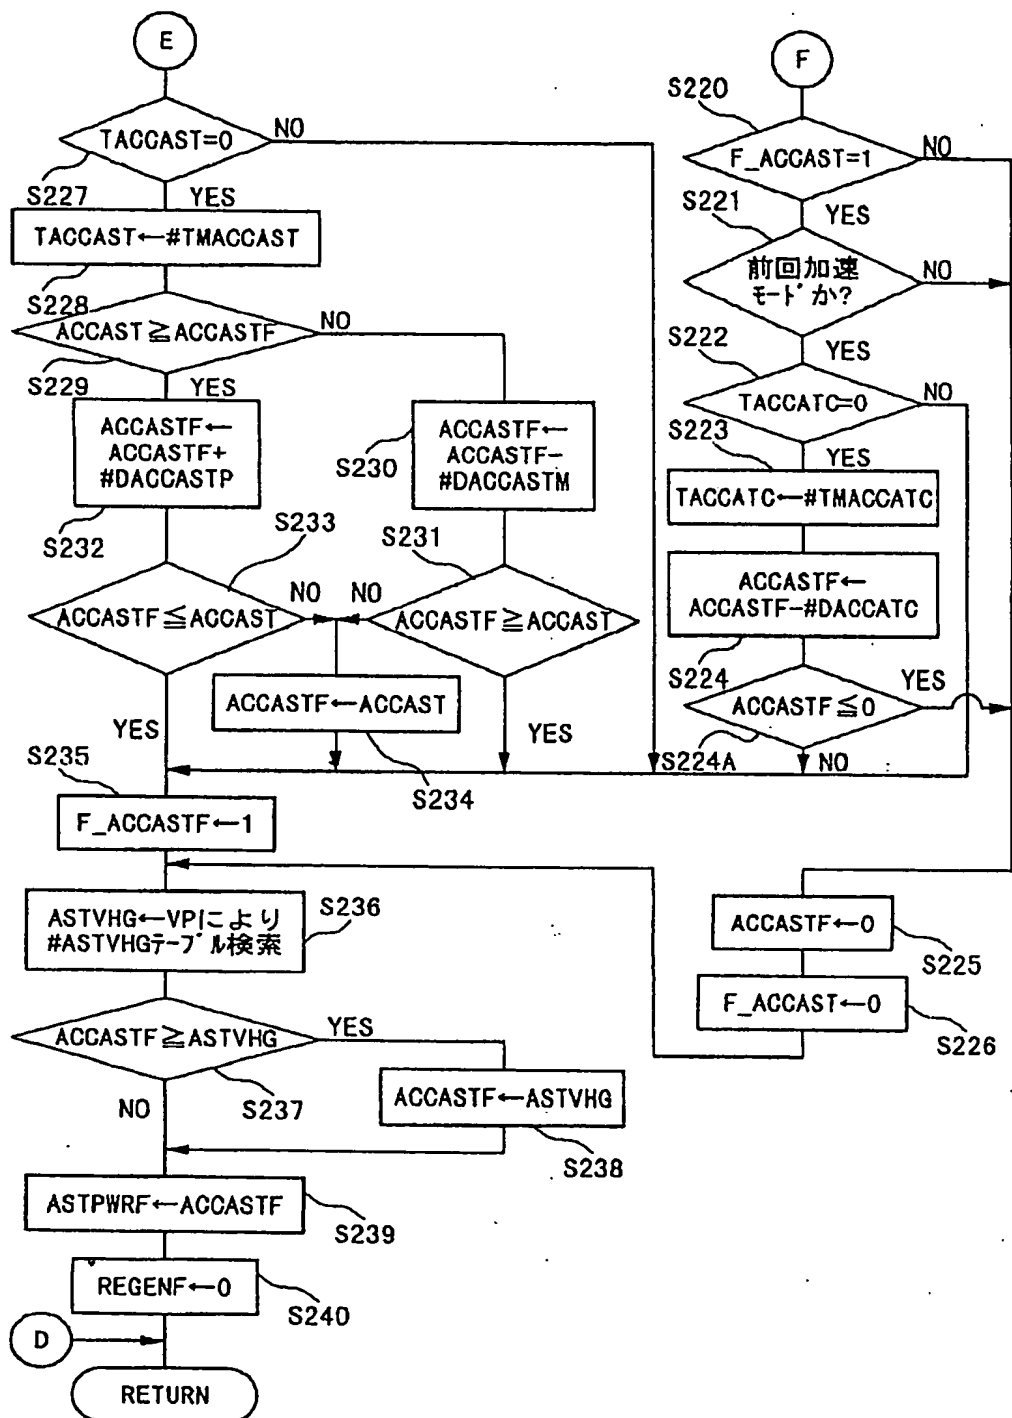 E
TACCAST=0
NO
S227
YES
TACCAST←#TMACCAST
S228
ACCAST≧ACCASTF
NO
S229
YES
ACCASTF←
ACCASTF+
#DACCASTP
S232
S230
ACCASTF←
ACCASTF-
#DACCASTM
S233
S231
ACCASTF≦ACCAST
NO
NO
ACCASTF≧ACCAST
ACCASTF←ACCAST
S234
YES
YES
S235
F_ACCASTF←1
ASTVHG←VPIにより
#ASTVHGテーブル検索
S236
ACCASTF≧ASTVHG
YES
S237
NO
ACCASTF←ASTVHG
S238
ASTPWRF←ACCASTF
S239
REGENF←0
S240
D
RETURN
F
S220
F_ACCAST=1
NO
S221
YES
前回加速
モードか?
NO
S222
YES
TACCATC=0
NO
S223
YES
TACCATC←#TMACCATC
ACCASTF←
ACCASTF-#DACCATC
S224
ACCASTF≦0
YES
S224A
NO
ACCASTF←0
S225
F_ACCAST←0
S226